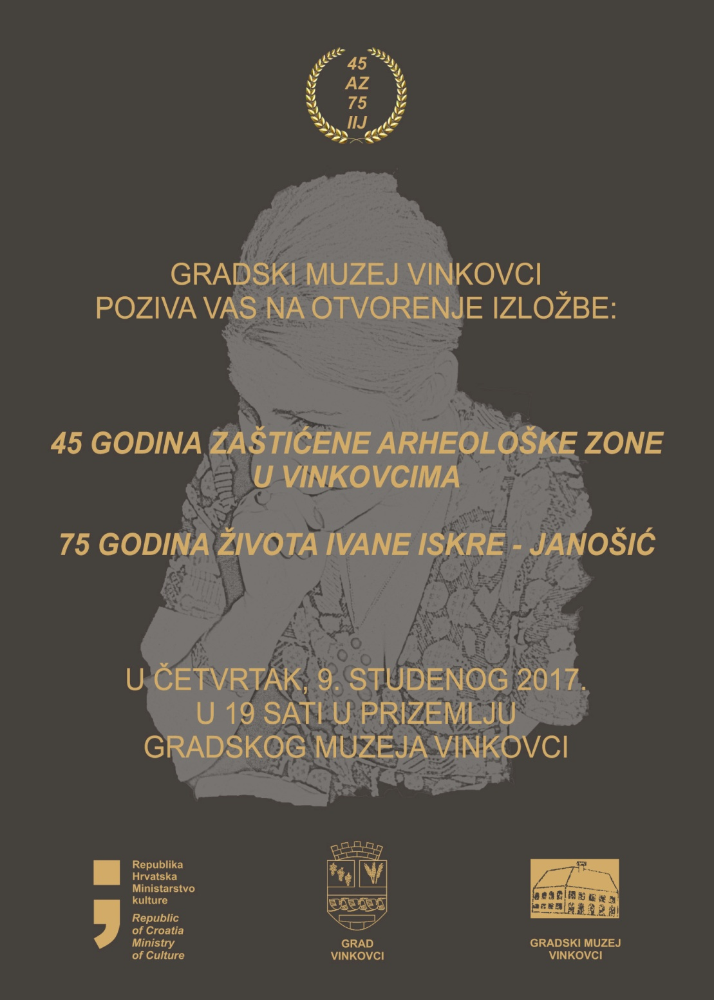 45
AZ
75
IIJ
GRADSKI MUZEJ VINKOVCI
POZIVA VAS NA OTVORENJE IZLOŽBE:
45 GODINA ZAŠTIĆENE ARHEOLOŠKE ZONE
U VINKOVCIMA
75 GODINA ŽIVOTA IVANE ISKRE - JANOŠIĆ
U ČETVRTAK, 9. STUDENOG 2017.
U 19 SATI U PRIZEMLJU
GRADSKOG MUZEJA VINKOVCI
Republika
Hrvatska
Ministarstvo
kulture
Republic
of Croatia
Ministry
of Culture
GRAD
VINKOVCI
GRADSKI MUZEJ
VINKOVCI